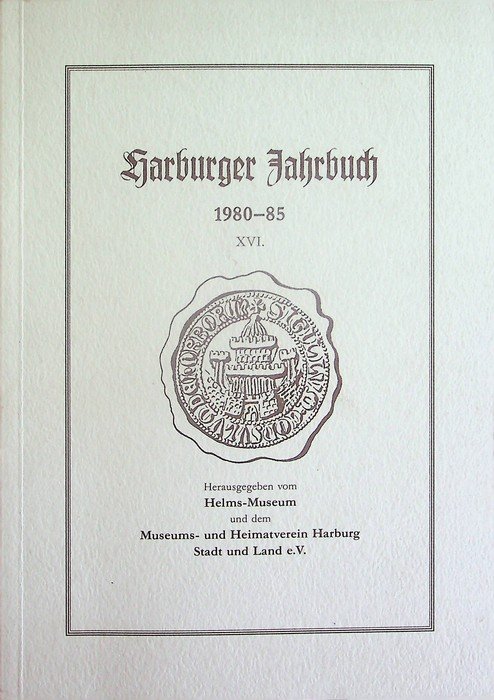 Harburger Jahrbuch
1980–85
XVI.
Herausgegeben vom
Helms-Museum
und dem
Museums- und Heimatverein Harburg
Stadt und Land e.V.